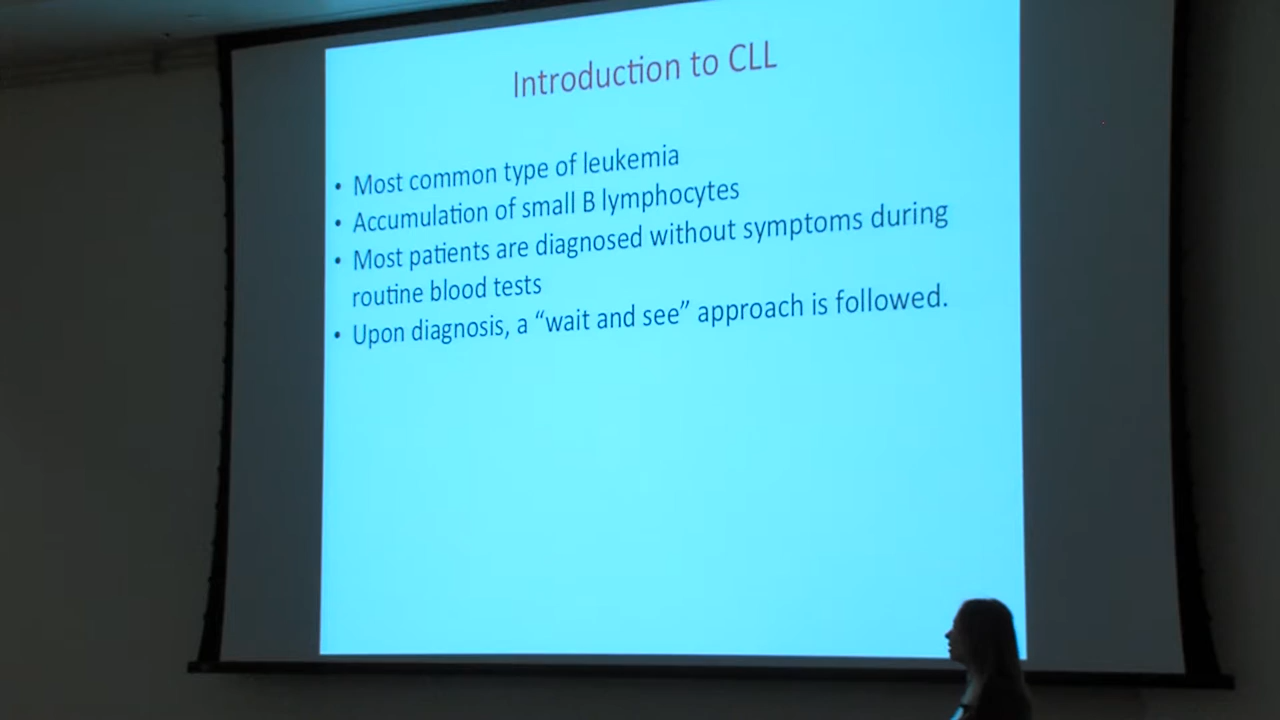 Introduction to CLL
• Most common type of leukemia
• Accumulation of small B lymphocytes
• Most patients are diagnosed without symptoms during
routine blood tests
• Upon diagnosis, a “wait and see” approach is followed.